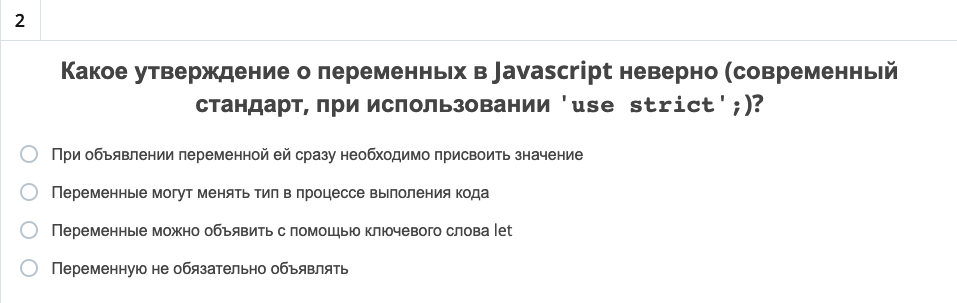 2
Какое утверждение о переменных в Javascript неверно (современный
стандарт, при использовании 'use strict';)?
При объявлении переменной ей сразу необходимо присвоить значение
Переменные могут менять тип в процессе выполения кода
Переменные можно объявить с помощью ключевого слова let
Переменную не обязательно объявлять